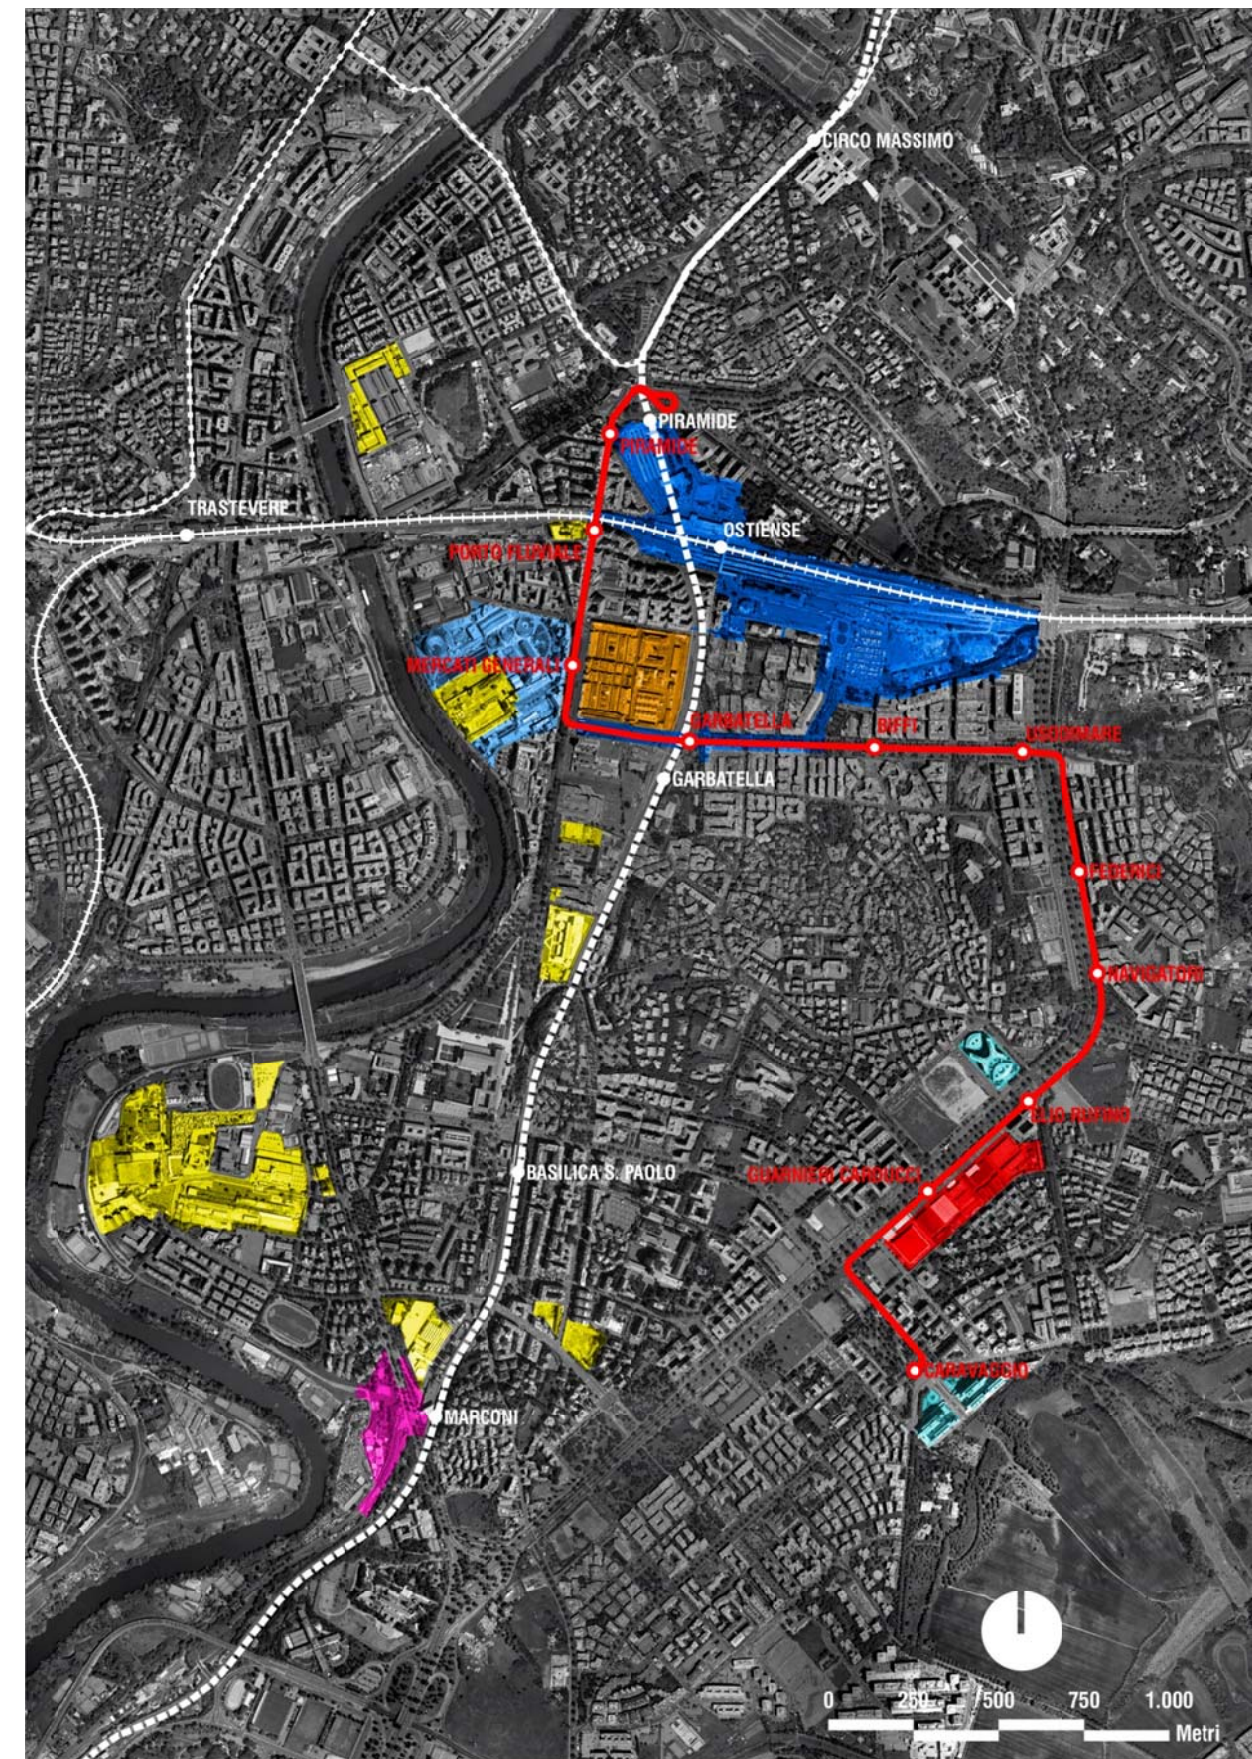 CIRCO MASSIMO
PIRAMIDE
PIRAMIDE
TRASTEVERE
OSTIENSE
PORTO FLUVIALE
MERCATI GENERALI
GARBATELLA
BIFFI
USODIMARE
GARBATELLA
FEDERICI
NAVIGATORI
ELIO RUFINO
BASILICA S. PAOLO
GUARNIERI CARDUCCI
CARAVAGGIO
MARCONI
0 250 500 750 1.000
Metri